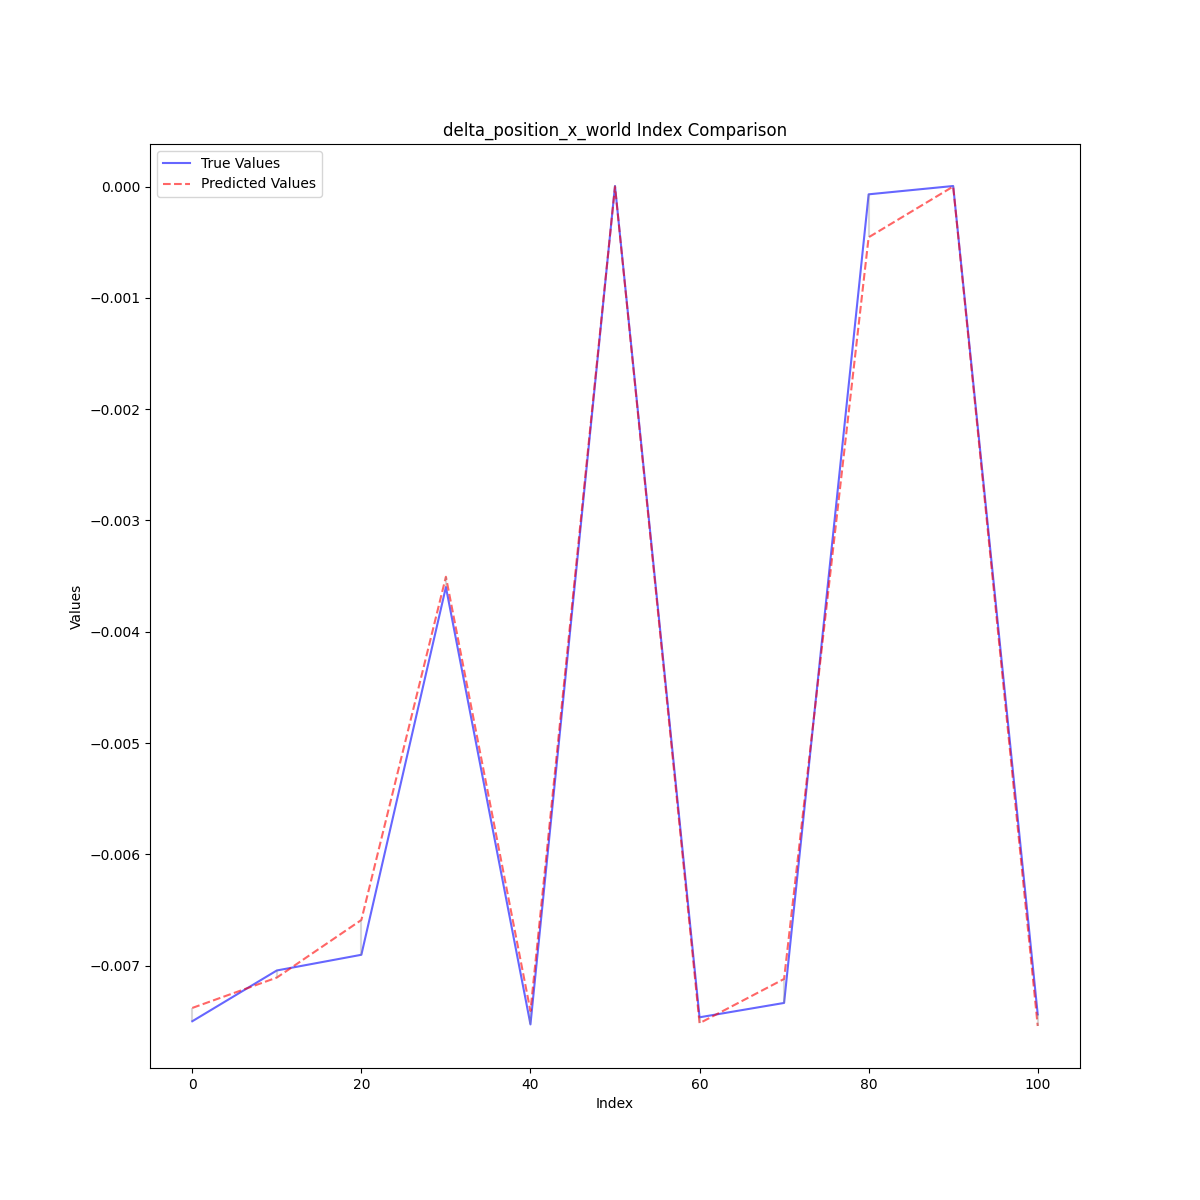 delta_position_x_world Index Comparison
True Values
Predicted Values
0.000
−0.001
−0.002
−0.003
−0.004
−0.005
−0.006
−0.007
Values
0 20 40 60 80 100
Index